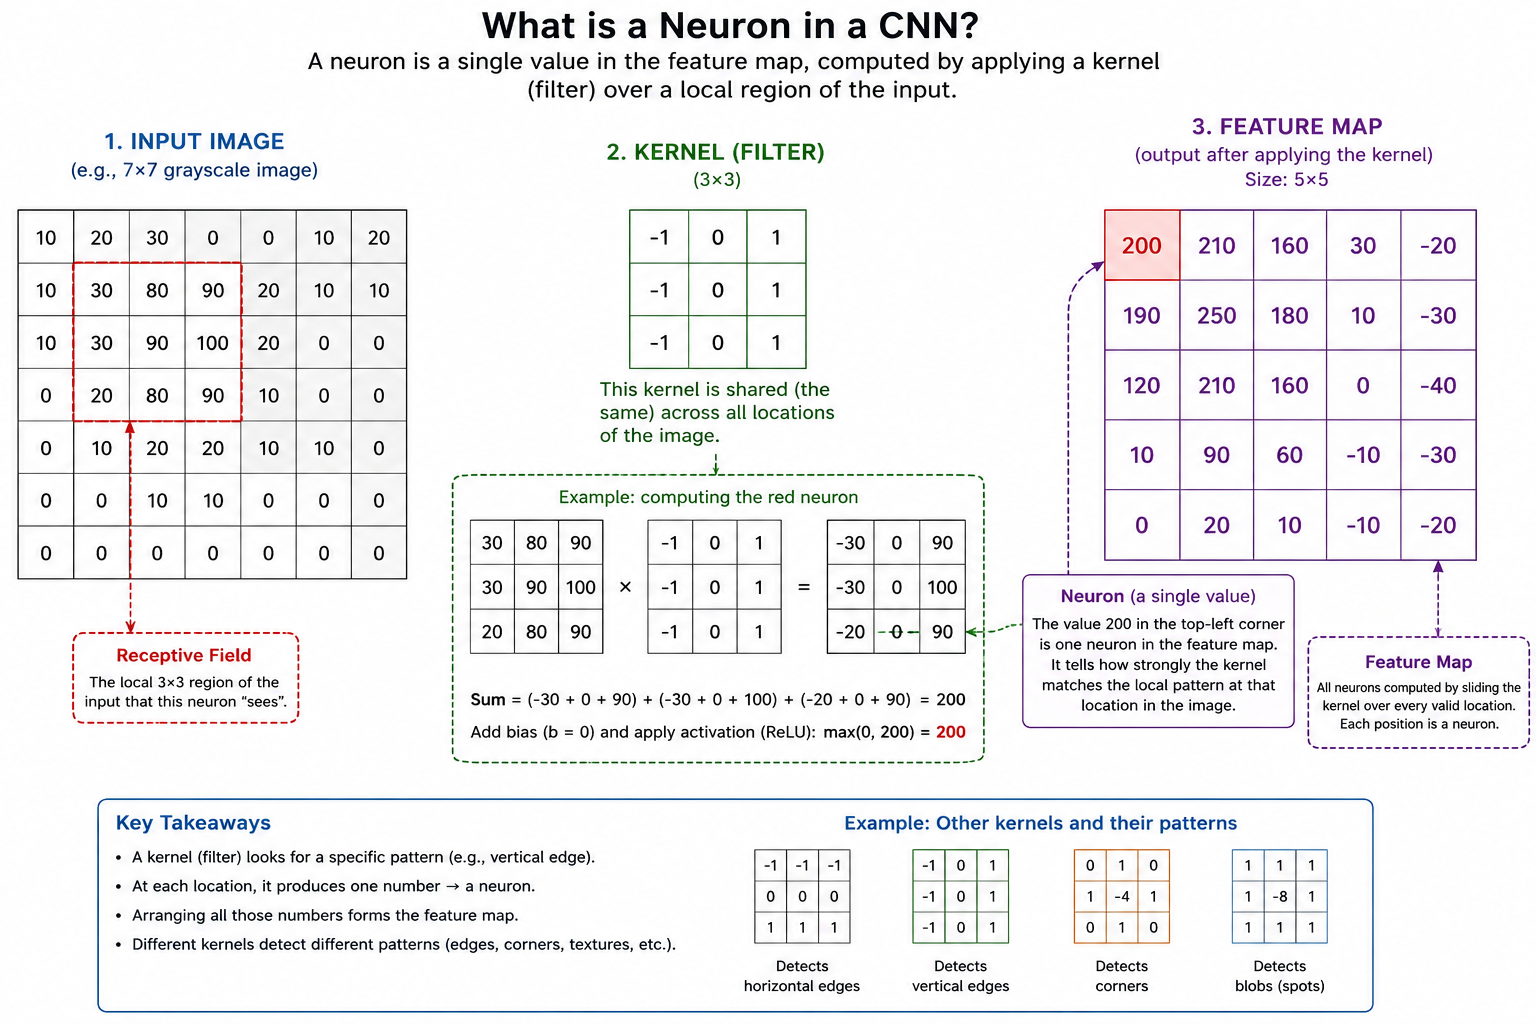 What is a Neuron in a CNN?
A neuron is a single value in the feature map, computed by applying a kernel
(filter) over a local region of the input.
1. INPUT IMAGE
(e.g., 7×7 grayscale image)
10 20 30 0 0 10 20
10 30 80 90 20 10 10
10 30 90 100 20 0 0
0 20 80 90 10 0 0
0 10 20 20 10 10 0
0 0 10 10 0 0 0
0 0 0 0 0 0 0
Receptive Field
The local 3×3 region of the
input that this neuron “sees”.
2. KERNEL (FILTER)
(3×3)
-1 0 1
-1 0 1
-1 0 1
This kernel is shared (the
same) across all locations
of the image.
Example: computing the red neuron
30 80 90 -1 0 1 -30 0 90
30 90 100 × -1 0 1 = -30 0 100
20 80 90 -1 0 1 -20 0 90
Sum = (-30 + 0 + 90) + (-30 + 0 + 100) + (-20 + 0 + 90) = 200
Add bias (b = 0) and apply activation (ReLU): max(0, 200) = 200
3. FEATURE MAP
(output after applying the kernel)
Size: 5×5
200 210 160 30 -20
190 250 180 10 -30
120 210 160 0 -40
10 90 60 -10 -30
0 20 10 -10 -20
Neuron (a single value)
The value 200 in the top-left corner
is one neuron in the feature map.
It tells how strongly the kernel
matches the local pattern at that
location in the image.
Feature Map
All neurons computed by sliding the
kernel over every valid location.
Each position is a neuron.
Key Takeaways
• A kernel (filter) looks for a specific pattern (e.g., vertical edge).
• At each location, it produces one number → a neuron.
• Arranging all those numbers forms the feature map.
• Different kernels detect different patterns (edges, corners, textures, etc.).
Example: Other kernels and their patterns
-1 -1 -1
0 0 0
1 1 1
Detects
horizontal edges
-1 0 1
-1 0 1
-1 0 1
Detects
vertical edges
0 1 0
1 -4 1
0 1 0
Detects
corners
1 1 1
1 -8 1
1 1 1
Detects
blobs (spots)